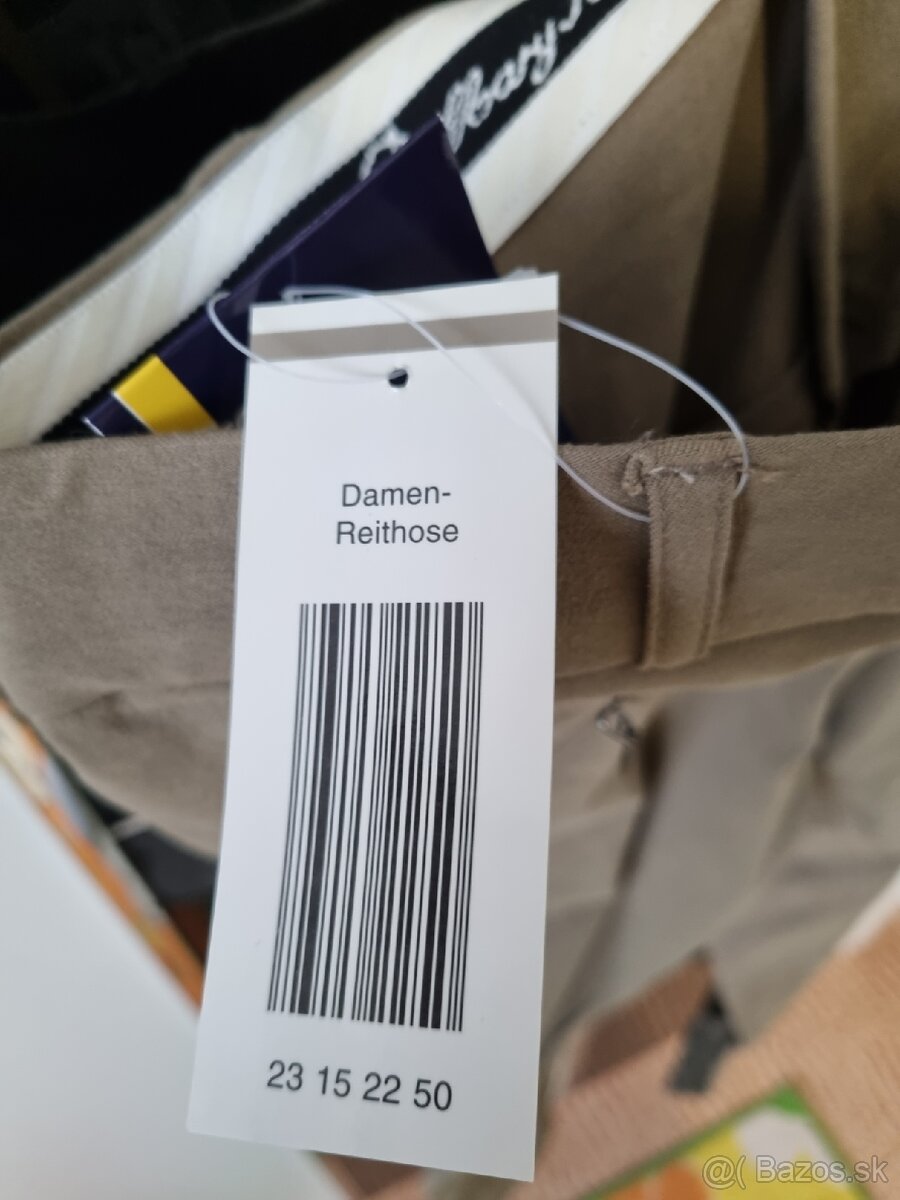 Damen-
Reithose
23 15 22 50
@( Bazos.sk